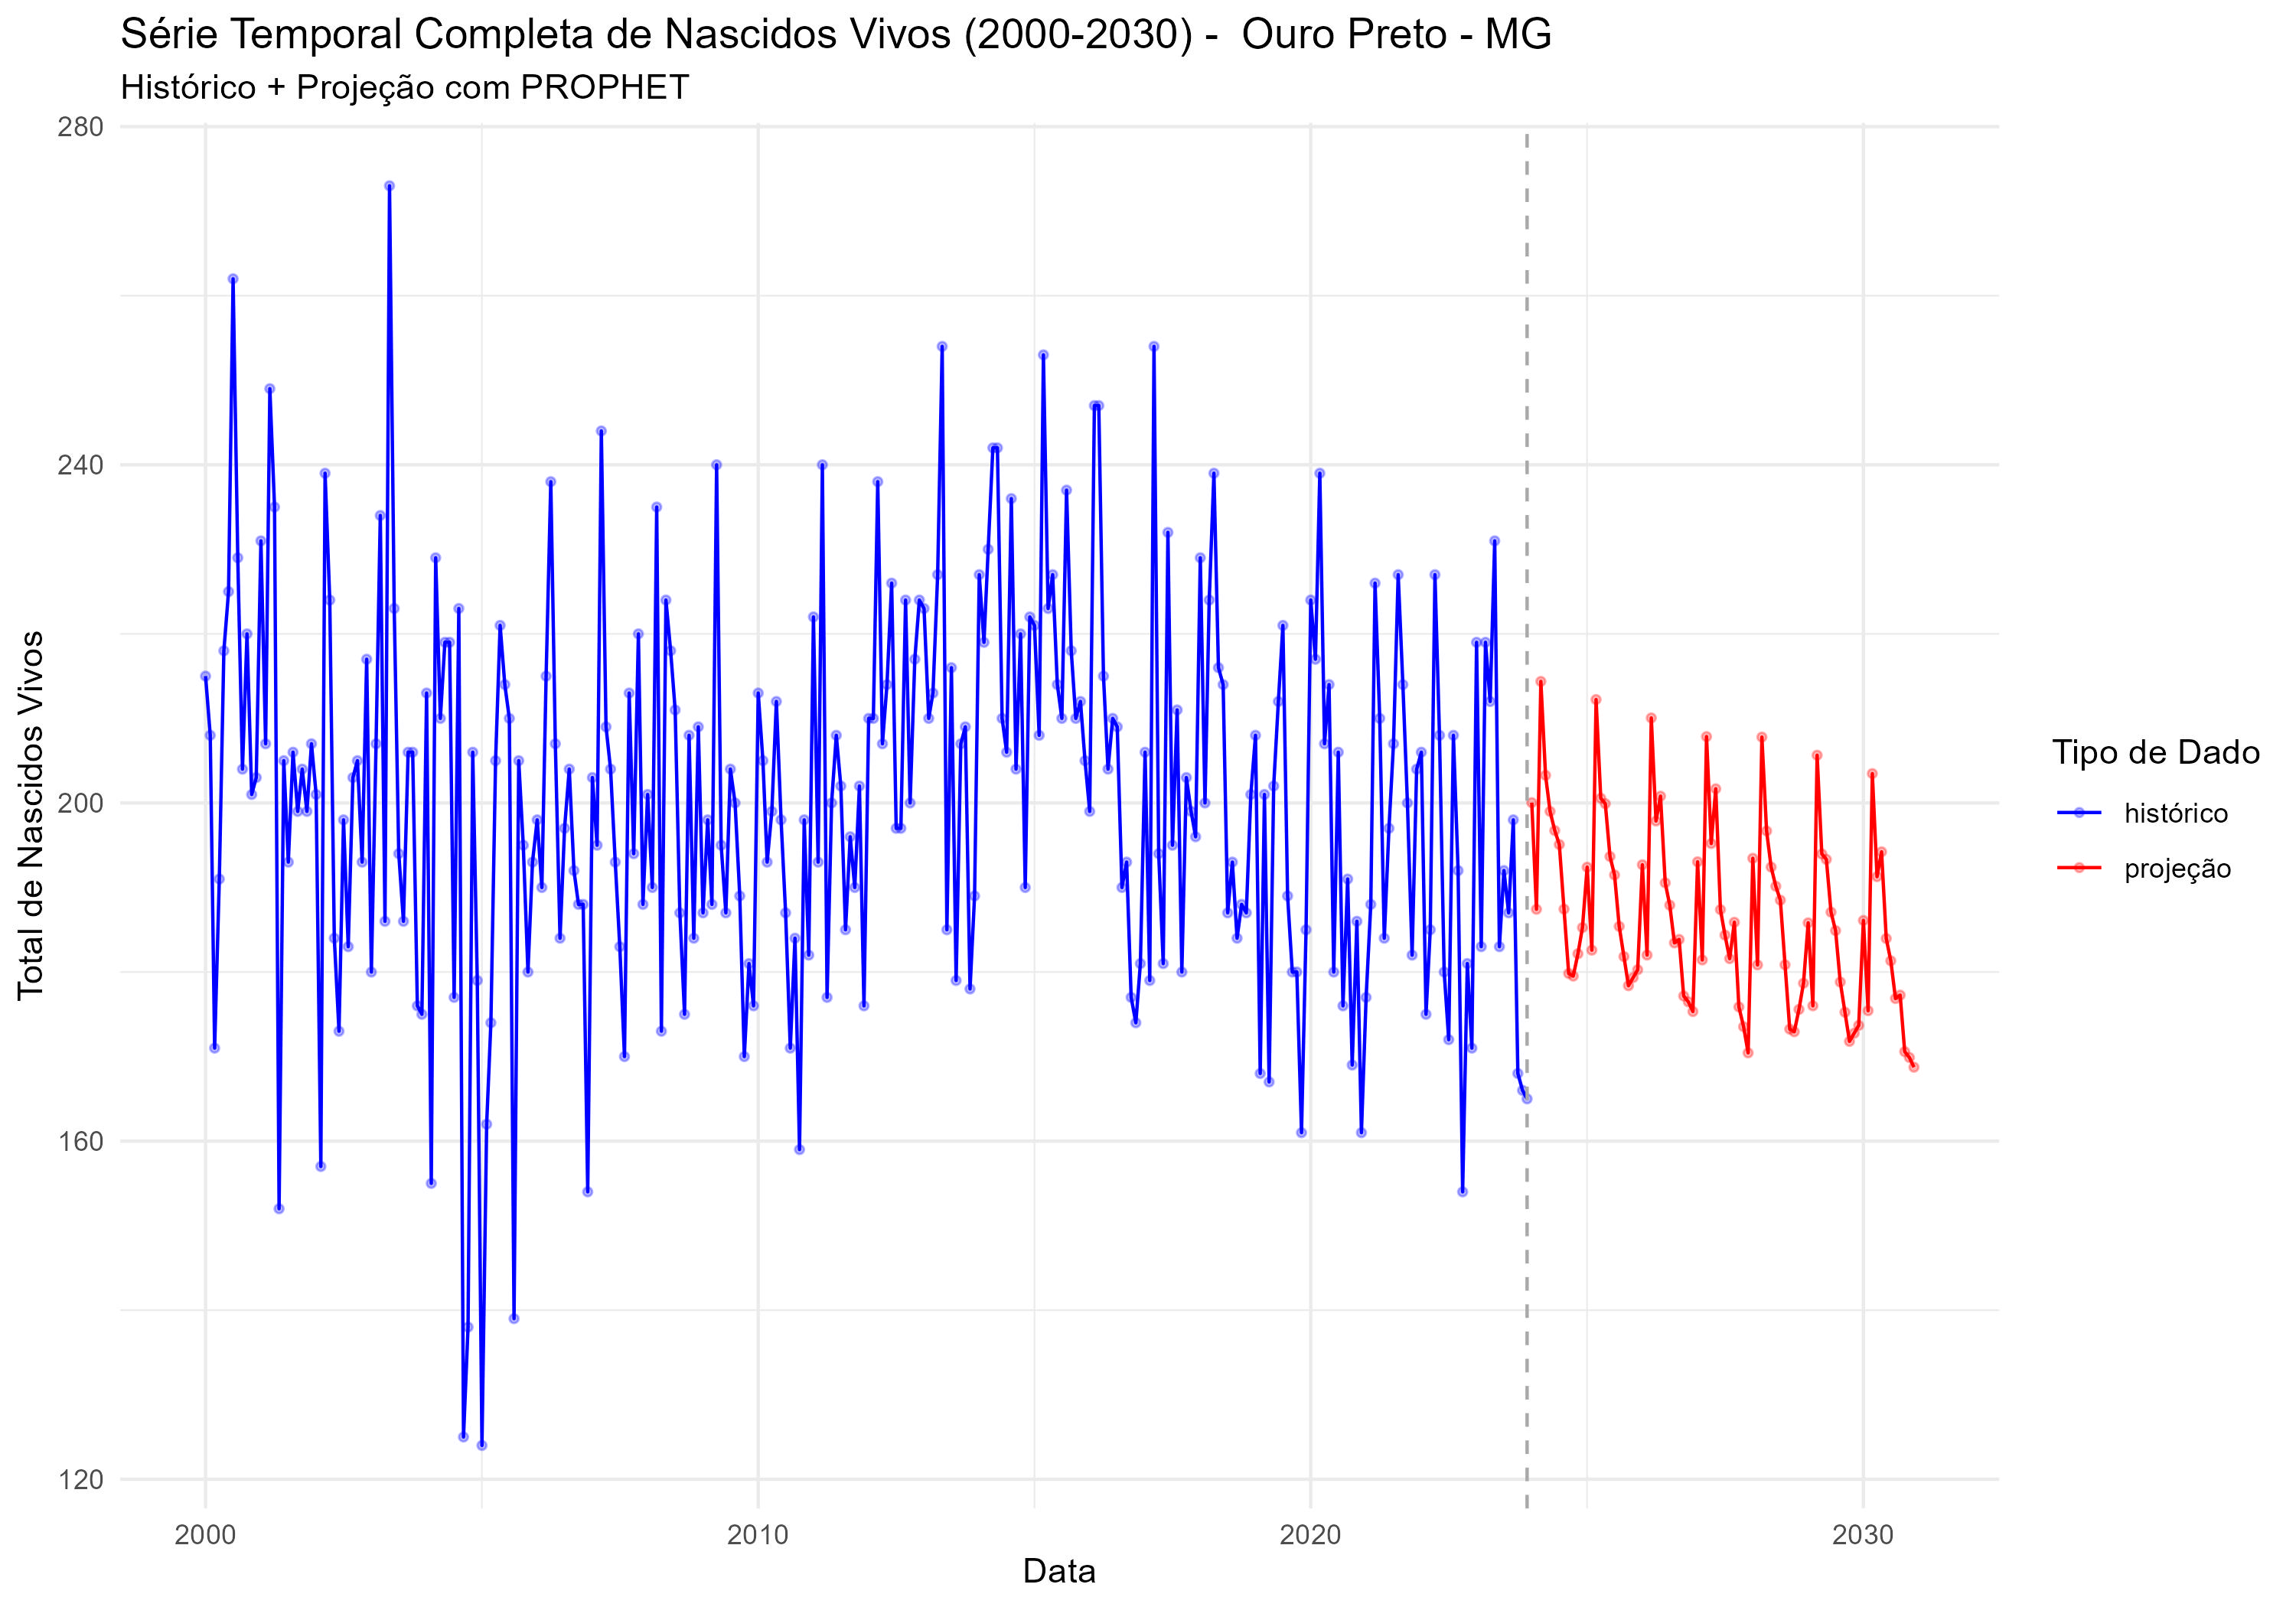 Série Temporal Completa de Nascidos Vivos (2000-2030) -  Ouro Preto - MG
Histórico + Projeção com PROPHET
280
240
200
160
120
Total de Nascidos Vivos
2000
2010
2020
2030
Data
Tipo de Dado
histórico
projeção